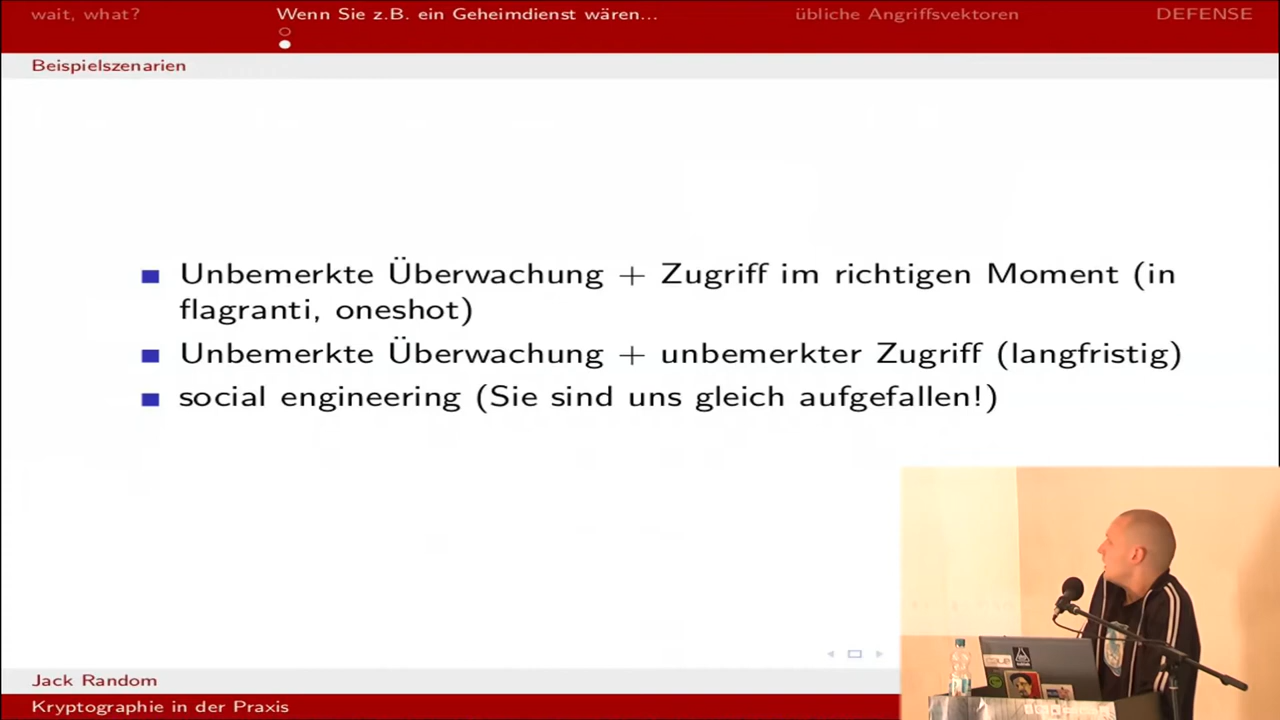 wait, what?
Wenn Sie z.B. ein Geheimdienst wären...
übliche Angriffsvektoren
DEFENSE
Beispielszenarien
Unbemerkte Überwachung + Zugriff im richtigen Moment (in
flagranti, oneshot)
Unbemerkte Überwachung + unbemerkter Zugriff (langfristig)
social engineering (Sie sind uns gleich aufgefallen!)
Jack Random
Kryptographie in der Praxis